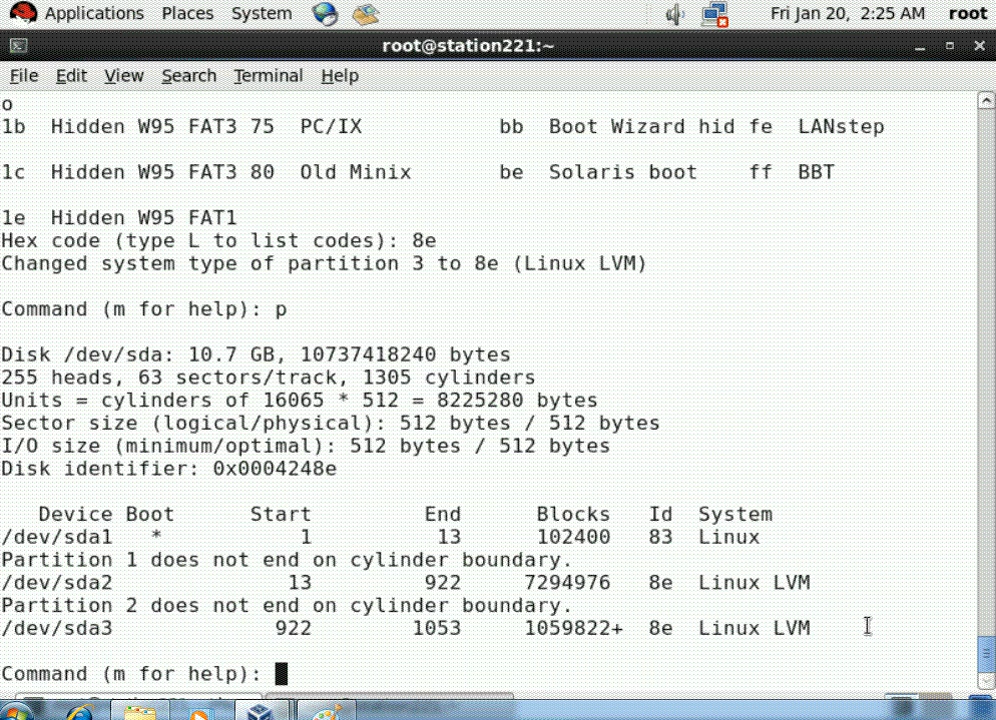 Applications Places System Fri Jan 20, 2:25 AM root
root@station221:~
File Edit View Search Terminal Help
o
1b Hidden W95 FAT3 75 PC/IX bb Boot Wizard hid fe LANstep
1c Hidden W95 FAT3 80 Old Minix be Solaris boot ff BBT
1e Hidden W95 FAT1
Hex code (type L to list codes): 8e
Changed system type of partition 3 to 8e (Linux LVM)
Command (m for help): p
Disk /dev/sda: 10.7 GB, 10737418240 bytes
255 heads, 63 sectors/track, 1305 cylinders
Units = cylinders of 16065 * 512 = 8225280 bytes
Sector size (logical/physical): 512 bytes / 512 bytes
I/O size (minimum/optimal): 512 bytes / 512 bytes
Disk identifier: 0x0004248e
Device Boot Start End Blocks Id System
/dev/sda1 * 1 13 102400 83 Linux
Partition 1 does not end on cylinder boundary.
/dev/sda2 13 922 7294976 8e Linux LVM
Partition 2 does not end on cylinder boundary.
/dev/sda3 922 1053 1059822+ 8e Linux LVM
Command (m for help):